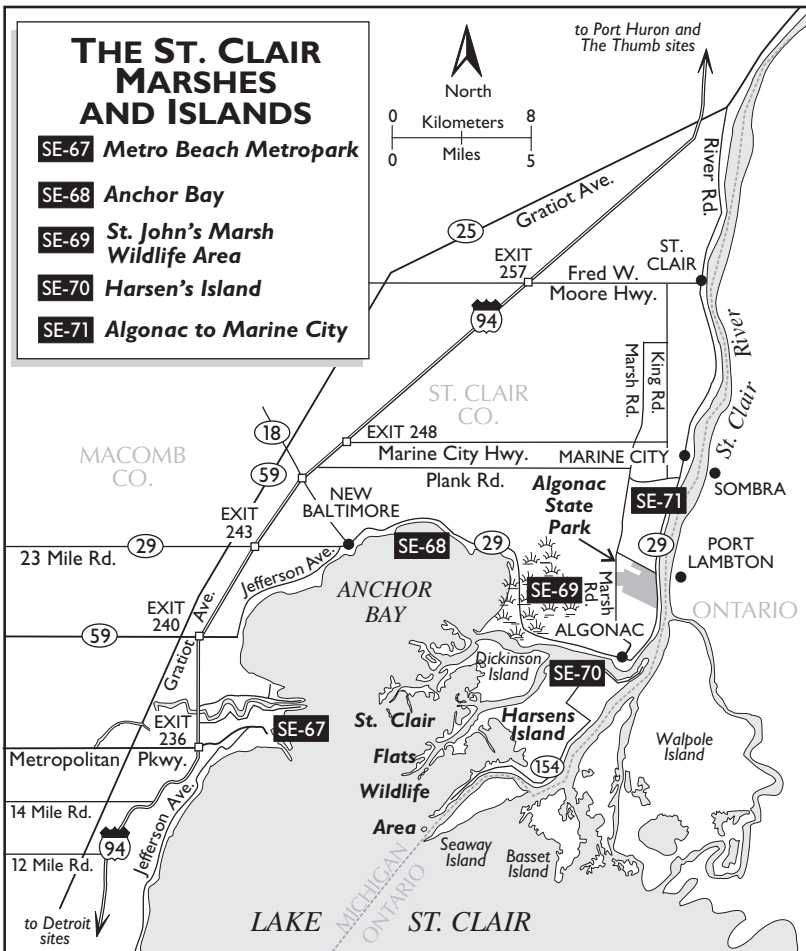 THE ST. CLAIR
MARSHES
AND ISLANDS
SE-67 Metro Beach Metropark
SE-68 Anchor Bay
SE-69 St. John's Marsh
Wildlife Area
SE-70 Harsen's Island
SE-71 Algonac to Marine City
North
0 Kilometers 8
0 Miles 5
to Port Huron and
The Thumb sites
River Rd.
Gratiot Ave.
25
EXIT
257
ST.
CLAIR
Fred W.
Moore Hwy.
94
Marsh Rd.
King Rd.
St. Clair River
ST. CLAIR
CO.
MACOMB
CO.
18
59
EXIT 248
Marine City Hwy.
MARINE CITY
Plank Rd.
SOMBRA
SE-71
Algonac
State
Park
NEW
BALTIMORE
EXIT
243
29
23 Mile Rd.
SE-68
29
29
PORT
LAMBTON
Jefferson Ave.
ANCHOR
BAY
SE-69
Marsh
Rd.
ONTARIO
EXIT
240
59
Gratiot Ave.
ALGONAC
Dickinson
Island
SE-70
Harsens
Island
St. Clair
Flats
Wildlife
Area
EXIT
236
SE-67
Metropolitan Pkwy.
154
Walpole
Island
14 Mile Rd.
Jefferson Ave.
94
12 Mile Rd.
Seaway
Island
Basset
Island
MICHIGAN
ONTARIO
to Detroit
sites
LAKE ST. CLAIR